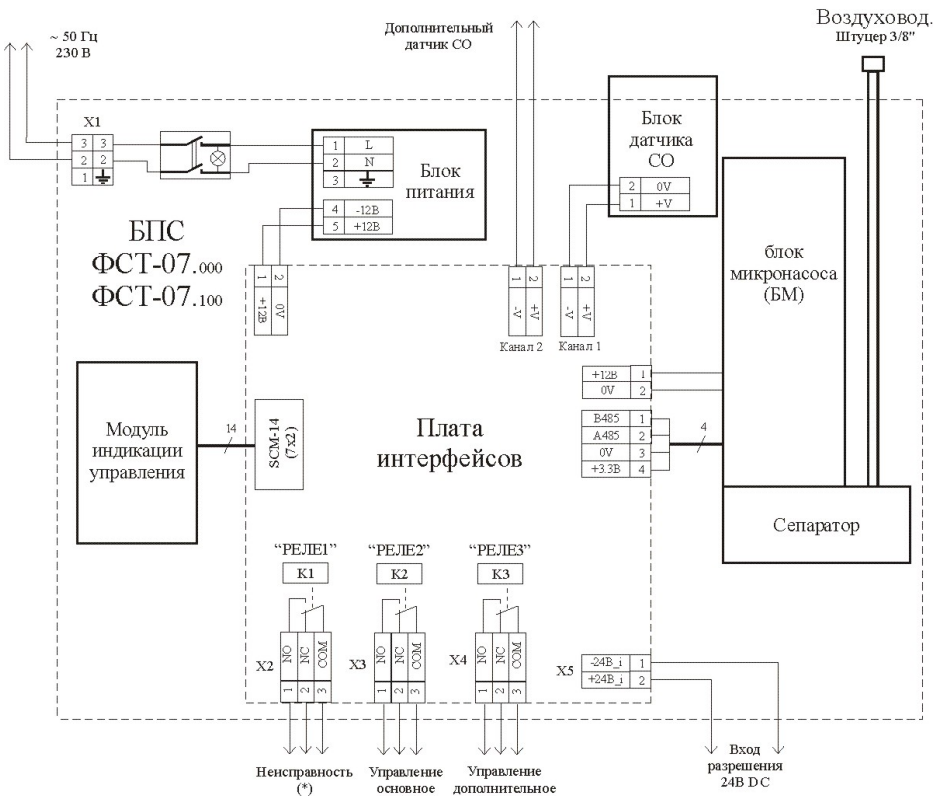 ~ 50 Гц
230 В
Дополнительный
датчик CO
Воздуховод.
Штуцер 3/8"
X1
3 3
2 2
1
1 L
2 N
3
4 -12В
5 +12В
Блок
питания
Блок
датчика
CO
2 0V
1 +V
БПС
ФСТ-07.000
ФСТ-07.100
блок
микронасоса
(БМ)
1 2
+12В 0V
1 2
-V +V
Канал 2
1 2
-V +V
Канал 1
+12В 1
0V 2
B485 1
A485 2
0V 3
+3.3В 4
4
Модуль
индикации
управления
14
SCM-14
(7x2)
Плата
интерфейсов
Сепаратор
“РЕЛЕ1” “РЕЛЕ2” “РЕЛЕ3”
K1 K2 K3
X2
NO NC COM
1 2 3
X3
NO NC COM
1 2 3
X4
NO NC COM
1 2 3
X5
-24В_i 1
+24В_i 2
Неисправность
(*)
Управление
основное
Управление
дополнительное
Вход
разрешения
24В DC